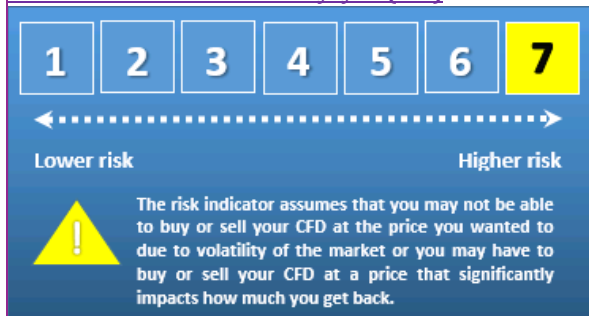 1 2 3 4 5 6 7
Lower risk Higher risk
!
The risk indicator assumes that you may not be able
to buy or sell your CFD at the price you wanted to
due to volatility of the market or you may have to
buy or sell your CFD at a price that significantly
impacts how much you get back.